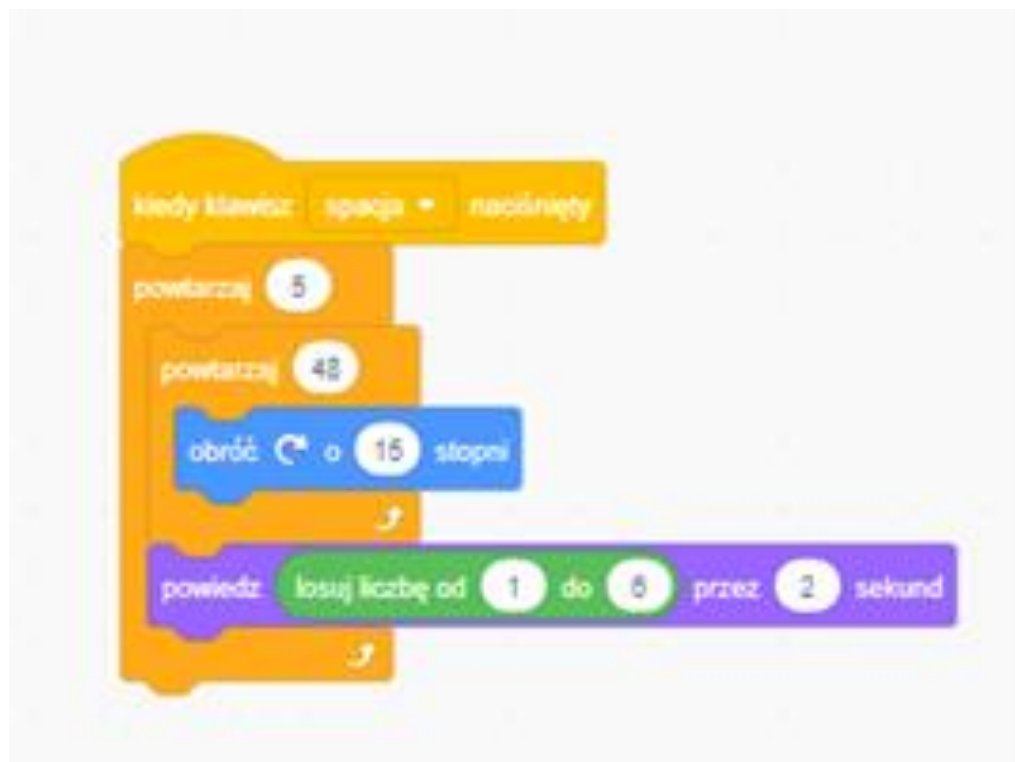 kiedy klawisz spacja naciśnięty
powtarzaj 5
powtarzaj 48
obróć o 15 stopni
powiedz losuj liczbę od 1 do 6 przez 2 sekund